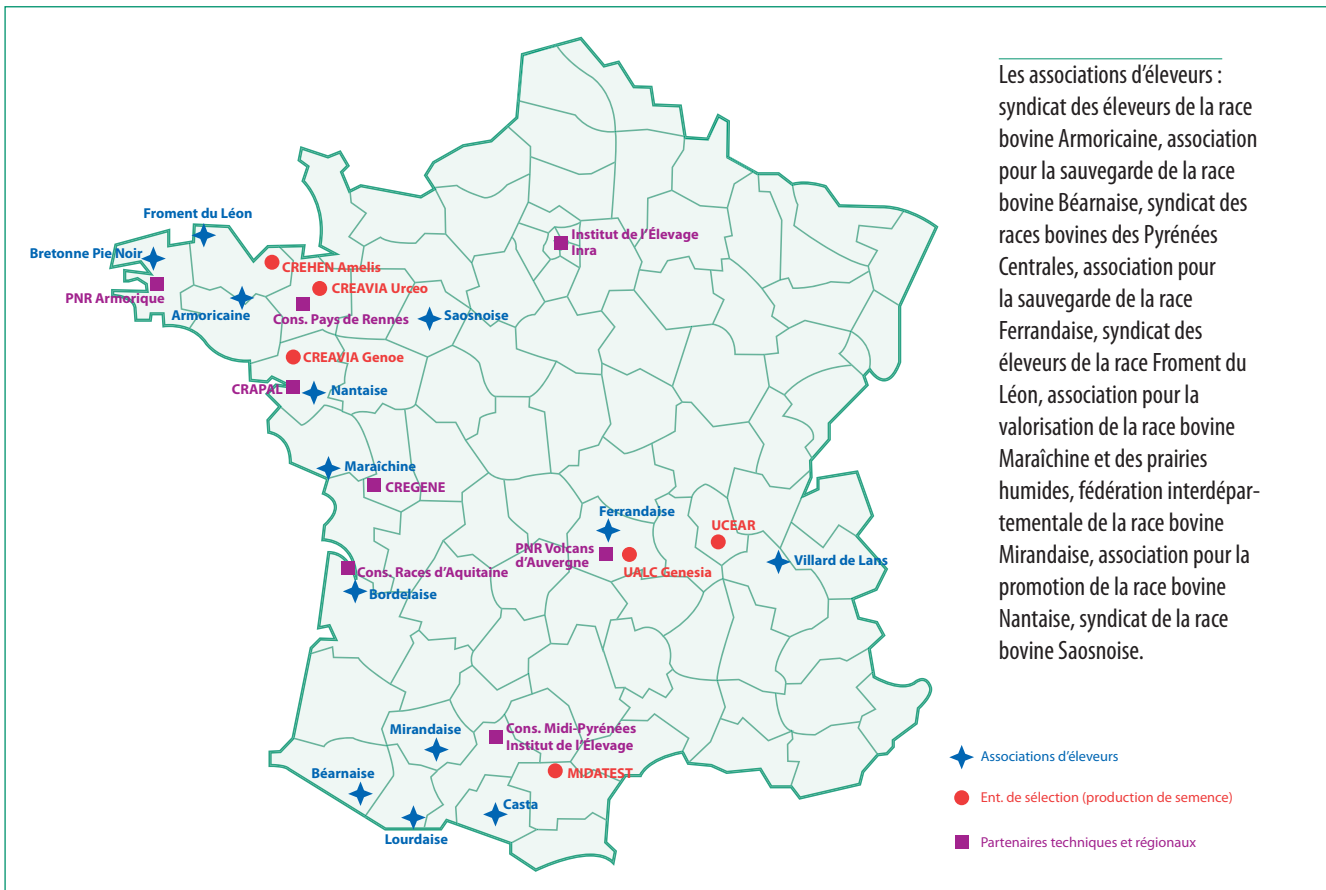 Les associations d’éleveurs :
syndicat des éleveurs de la race
bovine Armoricaine, association
pour la sauvegarde de la race
bovine Béarnaise, syndicat des
races bovines des Pyrénées
Centrales, association pour
la sauvegarde de la race
Ferrandaise, syndicat des
éleveurs de la race Froment du
Léon, association pour la
valorisation de la race bovine
Maraîchine et des prairies
humides, fédération interdépar-
tementale de la race bovine
Mirandaise, association pour la
promotion de la race bovine
Nantaise, syndicat de la race
bovine Saosnoise.
Froment du Léon
Bretonne Pie Noir
CREHEN Amelis
Institut de l’Élevage
Inra
PNR Armorique
CREAVIA Urceo
Armoricaine
Cons. Pays de Rennes
Saosnoise
CREAVIA Genoe
CRAPAL
Nantaise
Maraîchine
CREGENE
Ferrandaise
UCEAR
PNR Volcans
d’Auvergne
UALC Genesia
Villard de Lans
Cons. Races d’Aquitaine
Bordelaise
Mirandaise
Cons. Midi-Pyrénées
Institut de l’Élevage
MIDATEST
Béarnaise
Casta
Lourdaise
Associations d’éleveurs
Ent. de sélection (production de semence)
Partenaires techniques et régionaux